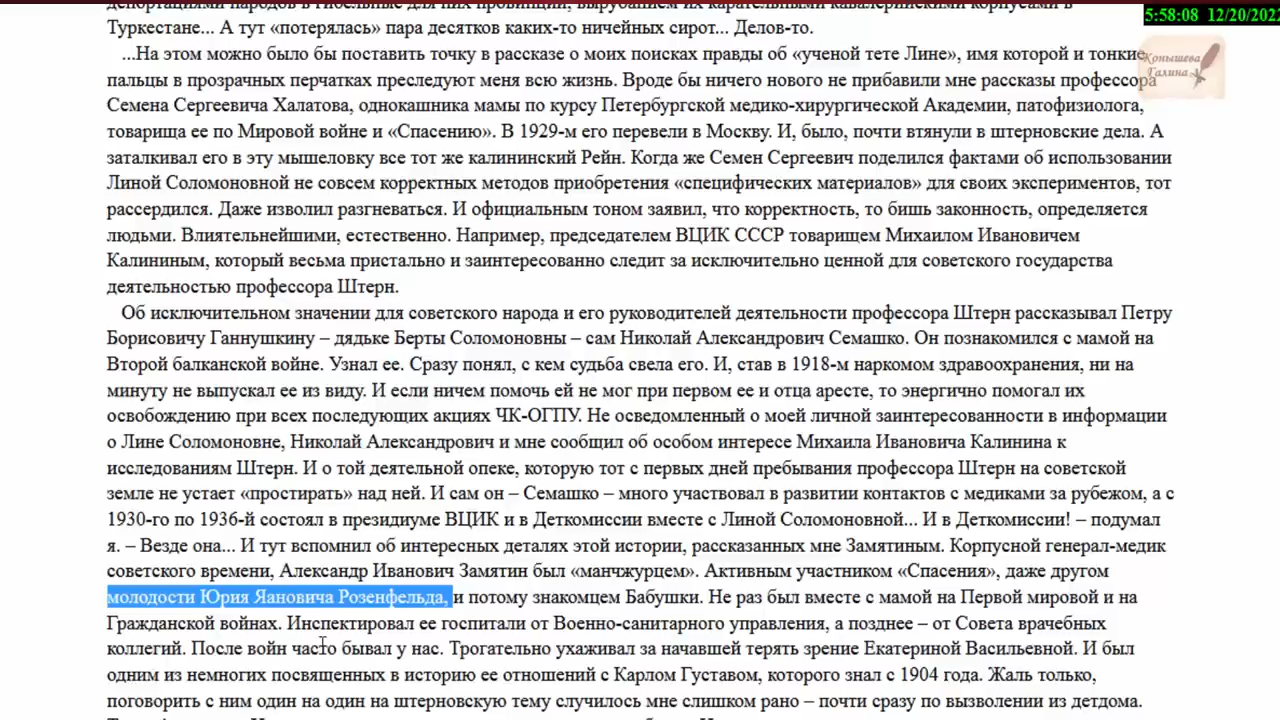 депортациями народов в гибельные для них провинции, вырубанием их карательными кавалерийскими корпусами в
Туркестане... А тут «потерялась» пара десятков каких-то ничейных сирот... Делов-то.
5:58:08 12/20/2022
...На этом можно было бы поставить точку в рассказе о моих поисках правды об «ученой тете Лине», имя которой и тонкие
Конышева
Галина
пальцы в прозрачных перчатках преследуют меня всю жизнь. Вроде бы ничего нового не прибавили мне рассказы профессора
Семена Сергеевича Халатова, однокашника мамы по курсу Петербургской медико-хирургической Академии, патофизиолога,
товарища ее по Мировой войне и «Спасению». В 1929-м его перевели в Москву. И, было, почти втянули в штерновские дела. А
заталкивал его в эту мышеловку все тот же калининский Рейн. Когда же Семен Сергеевич поделился фактами об использовании
Линой Соломоновной не совсем корректных методов приобретения «специфических материалов» для своих экспериментов, тот
рассердился. Даже изволил разгневаться. И официальным тоном заявил, что корректность, то бишь законность, определяется
людьми. Влиятельнейшими, естественно. Например, председателем ВЦИК СССР товарищем Михаилом Ивановичем
Калининым, который весьма пристально и заинтересованно следит за исключительно ценной для советского государства
деятельностью профессора Штерн.
Об исключительном значении для советского народа и его руководителей деятельности профессора Штерн рассказывал Петру
Борисовичу Ганнушкину – дядьке Берты Соломоновны – сам Николай Александрович Семашко. Он познакомился с мамой на
Второй балканской войне. Узнал ее. Сразу понял, с кем судьба свела его. И, став в 1918-м наркомом здравоохранения, ни на
минуту не выпускал ее из виду. И если ничем помочь ей не мог при первом ее и отца аресте, то энергично помогал их
освобождению при всех последующих акциях ЧК-ОГПУ. Не осведомленный о моей личной заинтересованности в информации
о Лине Соломоновне, Николай Александрович и мне сообщил об особом интересе Михаила Ивановича Калинина к
исследованиям Штерн. И о той деятельной опеке, которую тот с первых дней пребывания профессора Штерн на советской
земле не устает «простирать» над ней. И сам он – Семашко – много участвовал в развитии контактов с медиками за рубежом, а с
1930-го по 1936-й состоял в президиуме ВЦИК и в Деткомиссии вместе с Линой Соломоновной... И в Деткомиссии! – подумал
я. – Везде она... И тут вспомнил об интересных деталях этой истории, рассказанных мне Замятиным. Корпусной генерал-медик
советского времени, Александр Иванович Замятин был «манчжурцем». Активным участником «Спасения», даже другом
молодости Юрия Яановича Розенфельда, и потому знакомцем Бабушки. Не раз был вместе с мамой на Первой мировой и на
Гражданской войнах. Инспектировал ее госпитали от Военно-санитарного управления, а позднее – от Совета врачебных
коллегий. После войн часто бывал у нас. Трогательно ухаживал за начавшей терять зрение Екатериной Васильевной. И был
одним из немногих посвященных в историю ее отношений с Карлом Густавом, которого знал с 1904 года. Жаль только,
поговорить с ним один на один на штерновскую тему случилось мне слишком рано – почти сразу по вызволении из детдома.